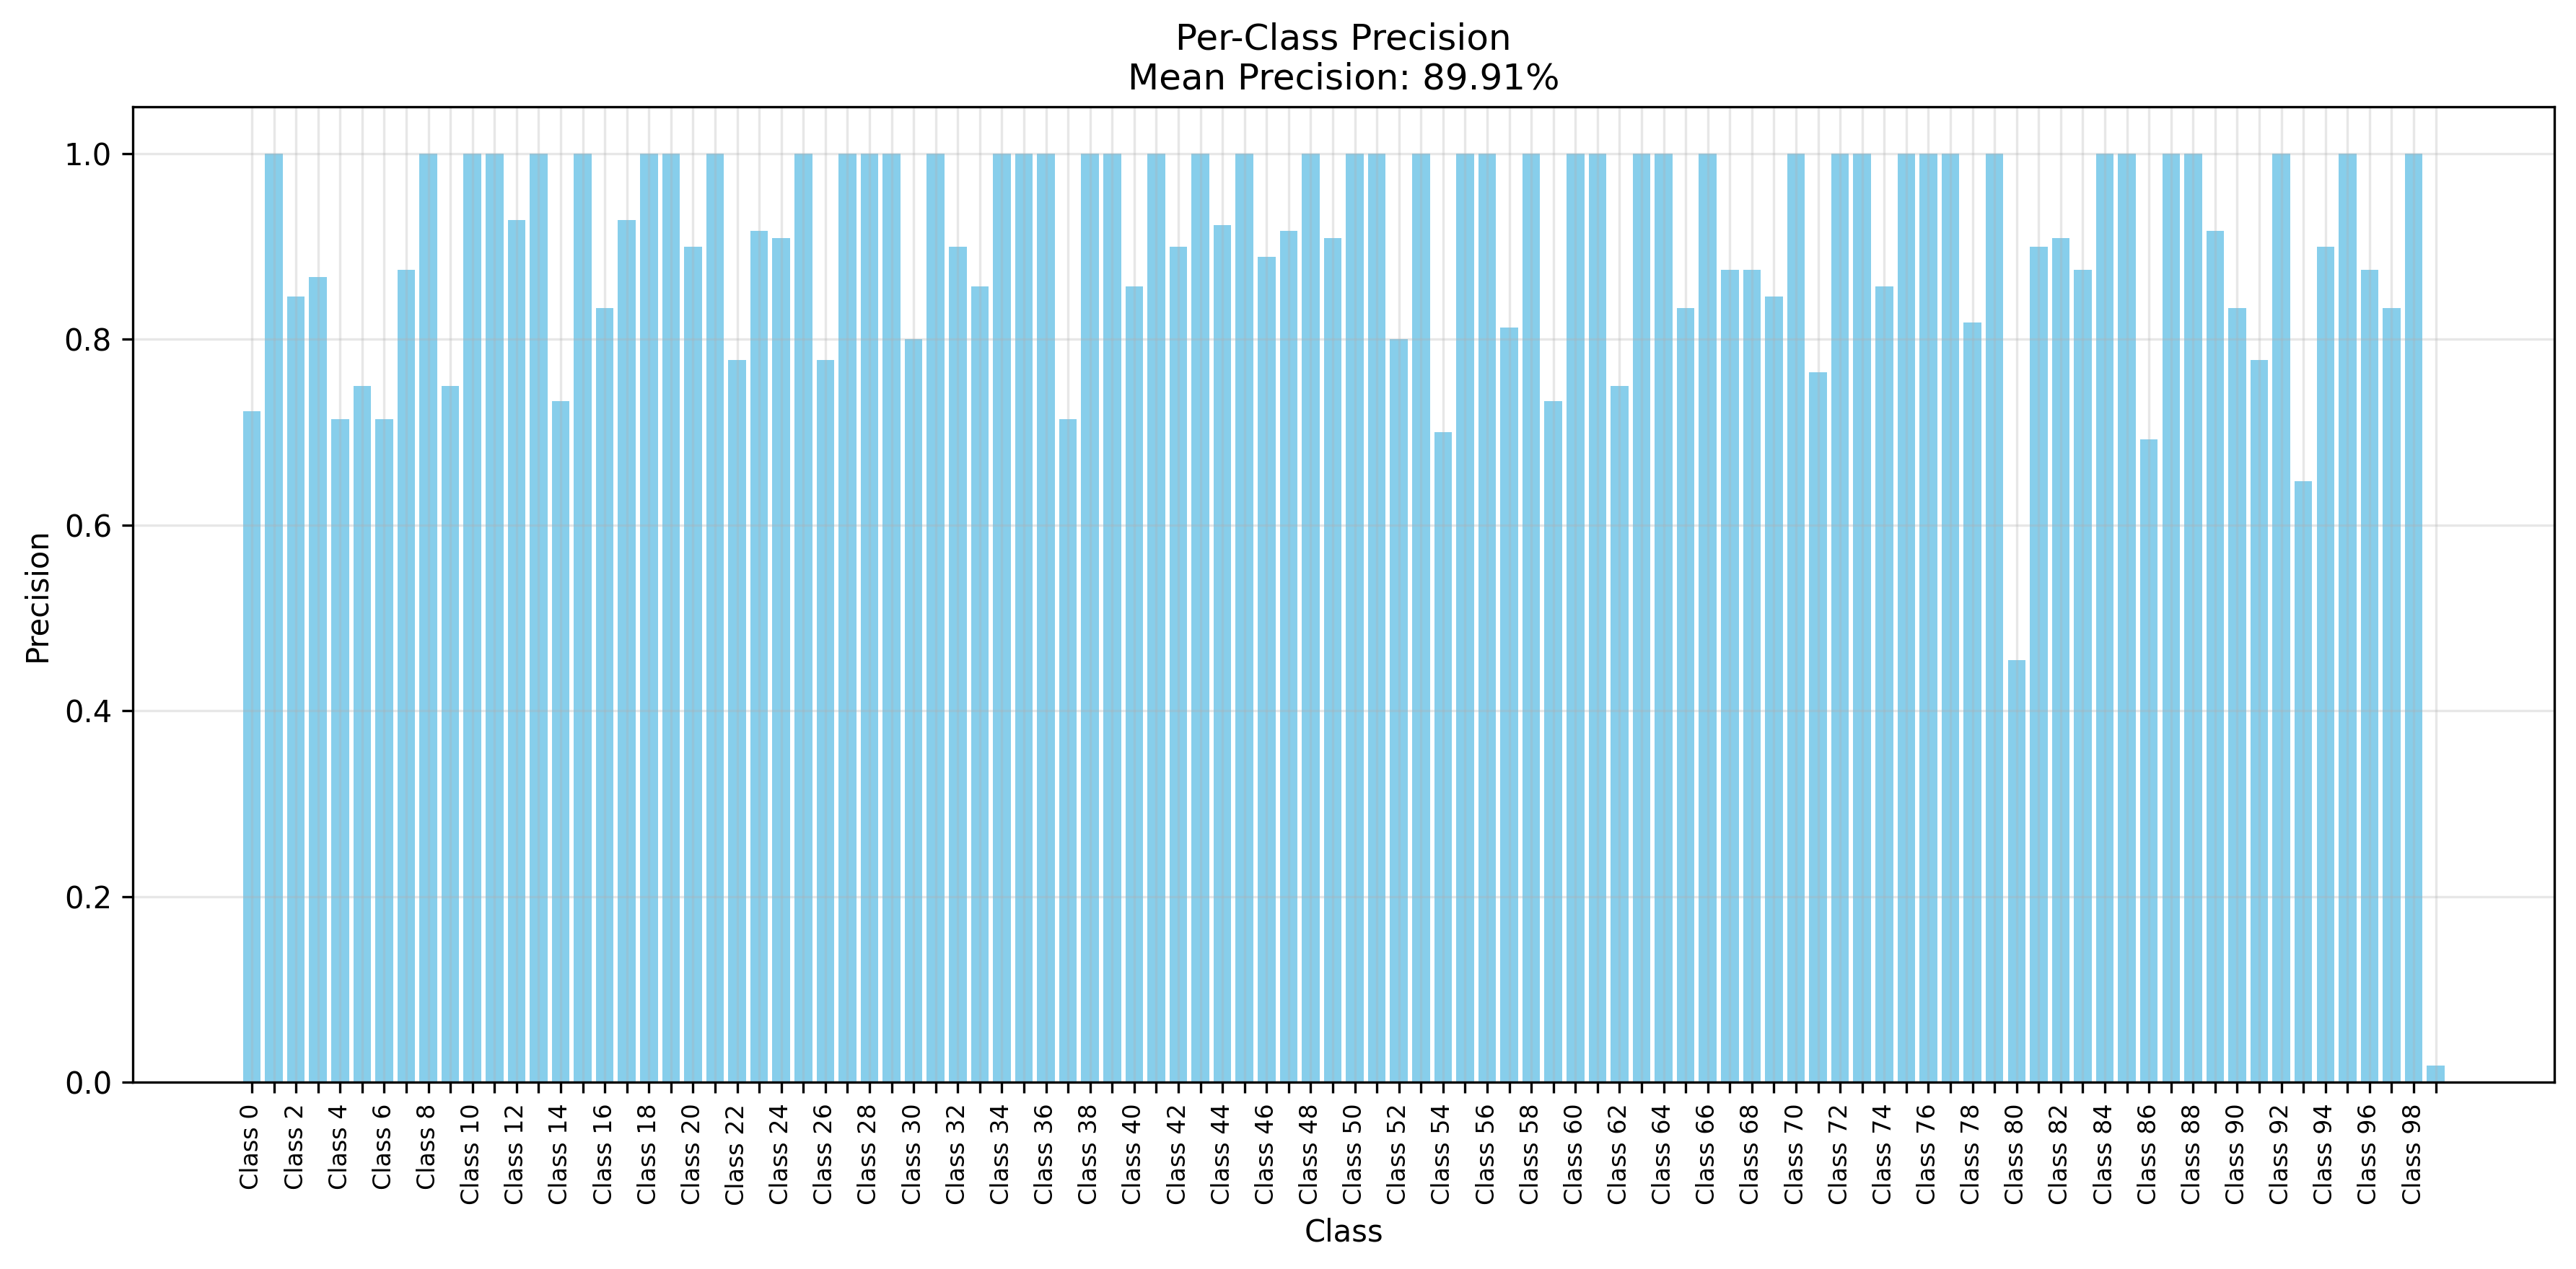 Per-Class Precision
Mean Precision: 89.91%
Precision
1.0
0.8
0.6
0.4
0.2
0.0
Class 0
Class 2
Class 4
Class 6
Class 8
Class 10
Class 12
Class 14
Class 16
Class 18
Class 20
Class 22
Class 24
Class 26
Class 28
Class 30
Class 32
Class 34
Class 36
Class 38
Class 40
Class 42
Class 44
Class 46
Class 48
Class 50
Class 52
Class 54
Class 56
Class 58
Class 60
Class 62
Class 64
Class 66
Class 68
Class 70
Class 72
Class 74
Class 76
Class 78
Class 80
Class 82
Class 84
Class 86
Class 88
Class 90
Class 92
Class 94
Class 96
Class 98
Class